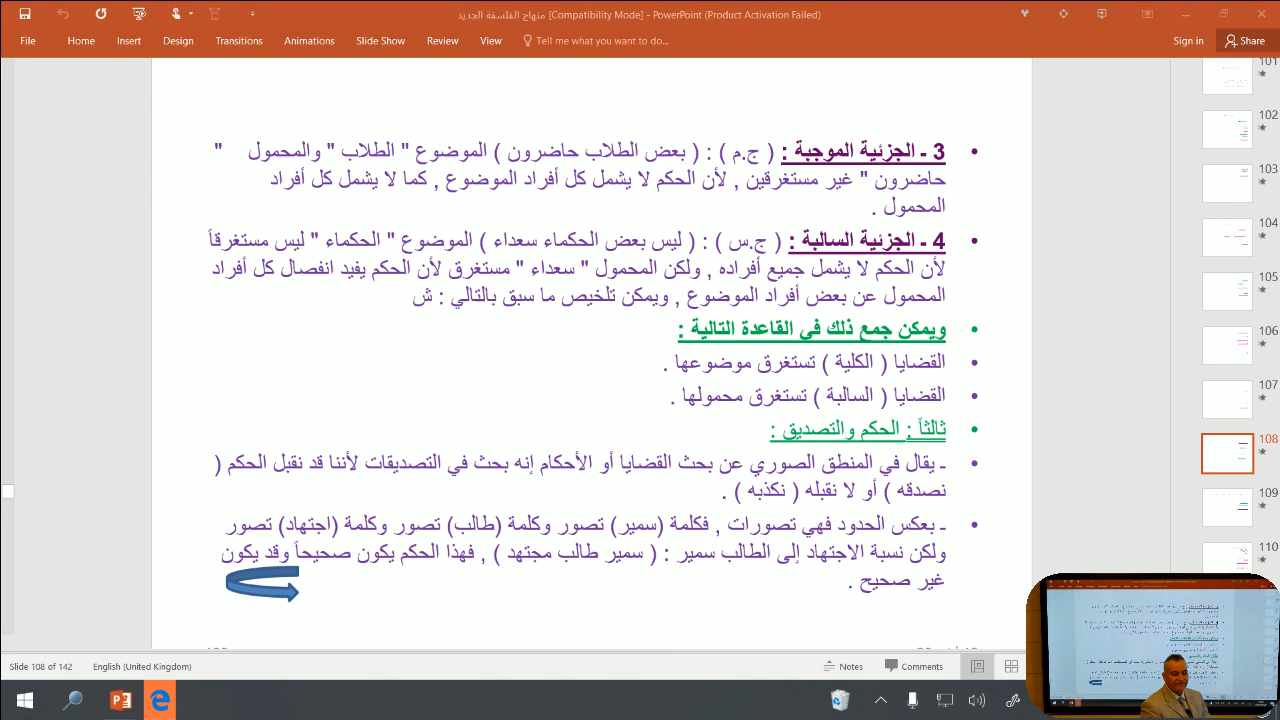 منهاج الفلسفة الجديد [Compatibility Mode] - PowerPoint (Product Activation Failed)
File Home Insert Design Transitions Animations Slide Show Review View Tell me what you want to do... Sign in Share
3 ـ الجزئية الموجبة : ( ج.م ) : ( بعض الطلاب حاضرون ) الموضوع " الطلاب " والمحمول "
حاضرون " غير مستغرقين , لأن الحكم لا يشمل كل أفراد الموضوع , كما لا يشمل كل أفراد
المحمول .
4 ـ الجزئية السالبة : ( ج.س ) : ( ليس بعض الحكماء سعداء ) الموضوع " الحكماء " ليس مستغرقاً
لأن الحكم لا يشمل جميع أفراده , ولكن المحمول " سعداء " مستغرق لأن الحكم يفيد انفصال كل أفراد
المحمول عن بعض أفراد الموضوع , ويمكن تلخيص ما سبق بالتالي : ش
ويمكن جمع ذلك في القاعدة التالية :
القضايا ( الكلية ) تستغرق موضوعها .
القضايا ( السالبة ) تستغرق محمولها .
ثالثاً : الحكم والتصديق :
ـ يقال في المنطق الصوري عن بحث القضايا أو الأحكام إنه بحث في التصديقات لأننا قد نقبل الحكم (
نصدقه ) أو لا نقبله ( نكذبه ) .
ـ بعكس الحدود فهي تصورات , فكلمة (سمير) تصور وكلمة (طالب) تصور وكلمة (اجتهاد) تصور
ولكن نسبة الاجتهاد إلى الطالب سمير : ( سمير طالب مجتهد ) , فهذا الحكم يكون صحيحاً وقد يكون
غير صحيح .
101
102
103
104
105
106
107
108
109
110
Slide 108 of 142 English (United Kingdom) Notes Comments